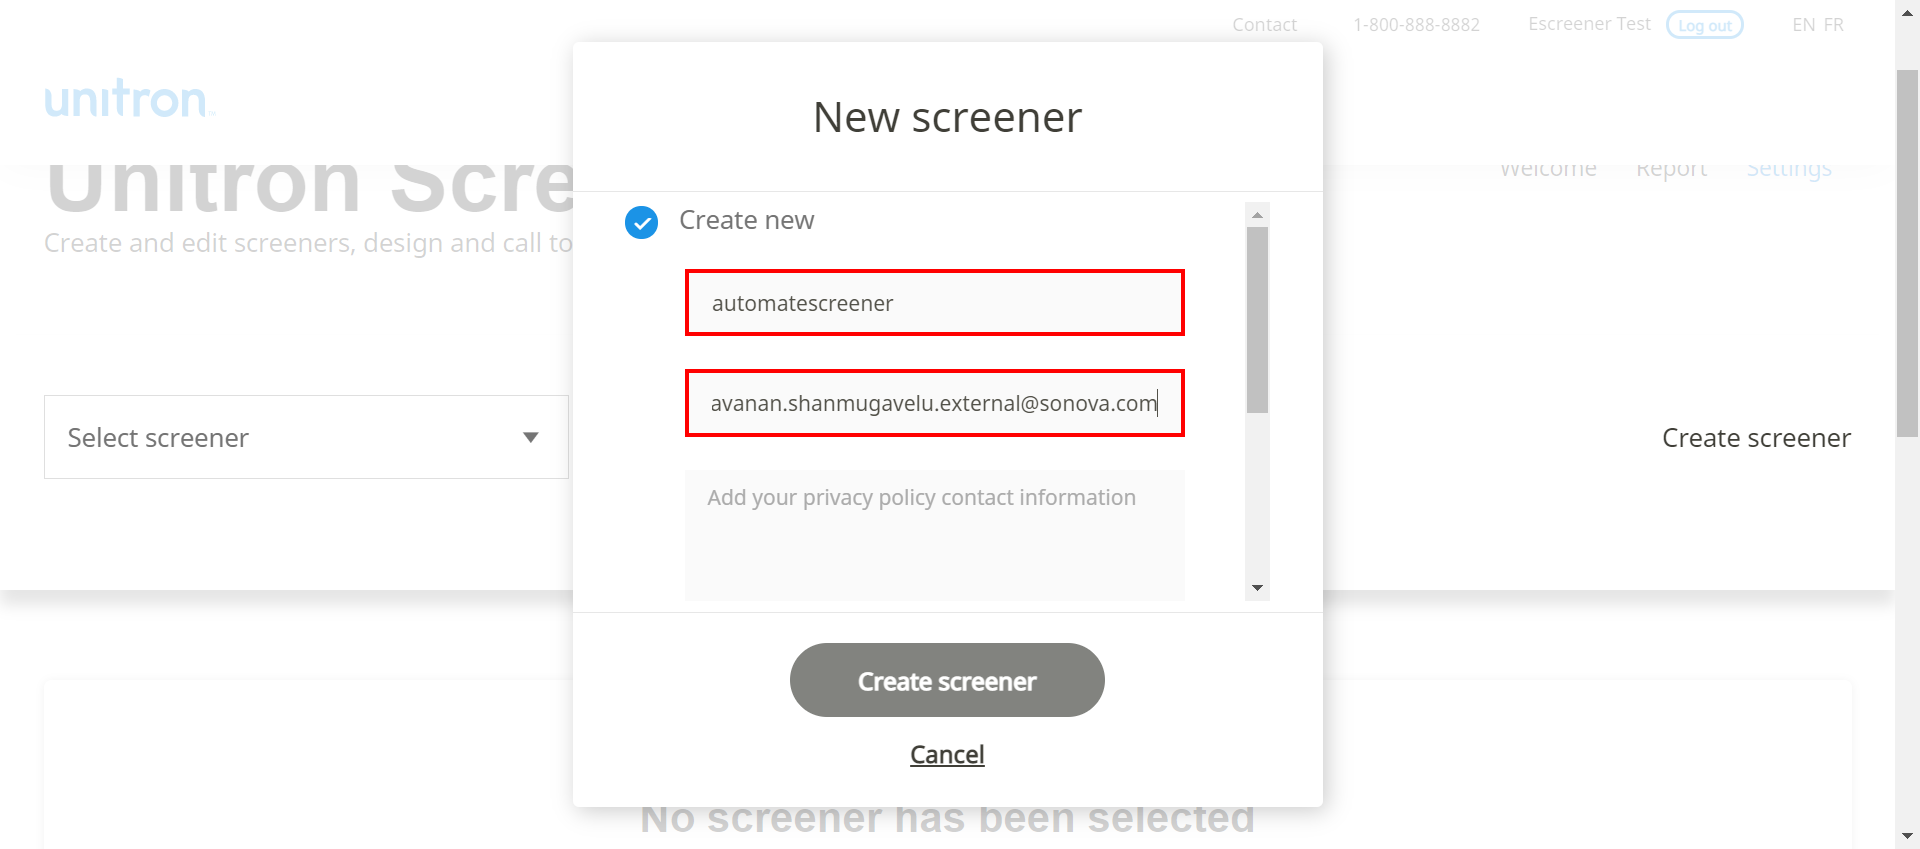 Contact 1-800-888-8882 Escreener Test Log out EN FR
unitron
Unitron Scre
Welcome Report Settings
Create and edit screeners, design and call to
New screener
Create new
automatescreener
avanan.shanmugavelu.external@sonova.com
Add your privacy policy contact information
Select screener
Create screener
Create screener
Cancel
No screener has been selected